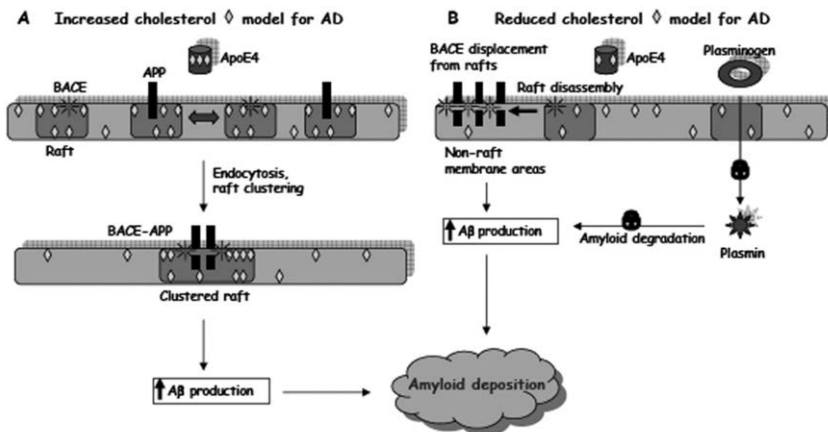 A Increased cholesterol ◊ model for AD
ApoE4
BACE
APP
Raft
Endocytosis,
raft clustering
BACE-APP
Clustered raft
Aβ production
B Reduced cholesterol ◊ model for AD
BACE displacement
from rafts
ApoE4
Plasminogen
Raft disassembly
Non-raft
membrane areas
Aβ production
Amyloid degradation
Plasmin
Amyloid deposition